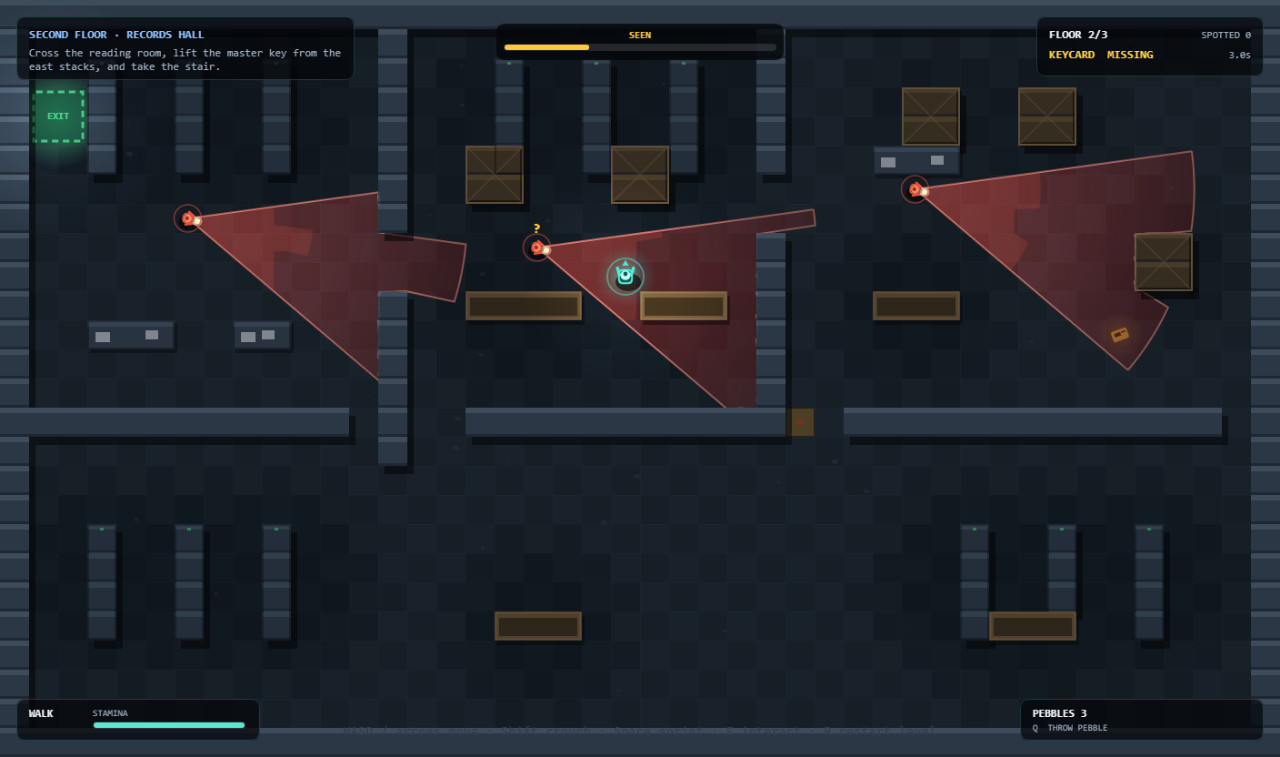 SECOND FLOOR · RECORDS HALL
Cross the reading room, lift the master key from the
east stacks, and take the stair.
SEEN
FLOOR 2/3
SPOTTED 0
KEYCARD MISSING
3.0s
EXIT
?
WALK
STAMINA
PEBBLES 3
Q THROW PEBBLE